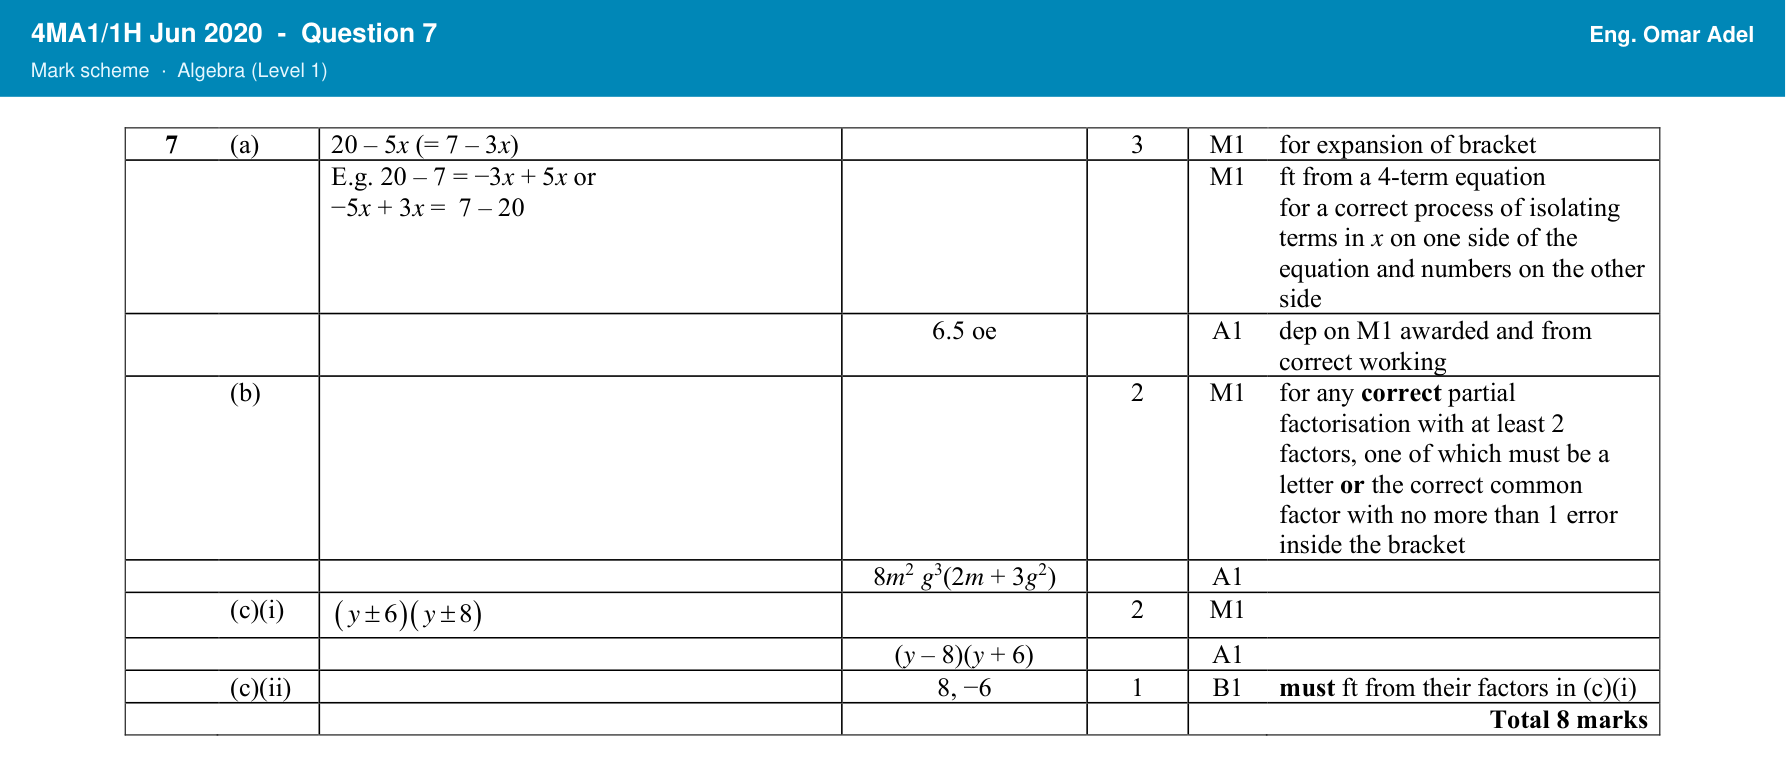 4MA1/1H Jun 2020 - Question 7
Eng. Omar Adel
Mark scheme · Algebra (Level 1)
7 (a) 20 – 5x (= 7 – 3x) 3 M1 for expansion of bracket
E.g. 20 – 7 = −3x + 5x or M1 ft from a 4-term equation
−5x + 3x = 7 – 20 for a correct process of isolating
terms in x on one side of the
equation and numbers on the other
side
6.5 oe A1 dep on M1 awarded and from
correct working
(b) 2 M1 for any correct partial
factorisation with at least 2
factors, one of which must be a
letter or the correct common
factor with no more than 1 error
inside the bracket
8m² g³(2m + 3g²) A1
(c)(i) (y±6)(y±8) 2 M1
(y – 8)(y + 6) A1
(c)(ii) 8, −6 1 B1 must ft from their factors in (c)(i)
Total 8 marks